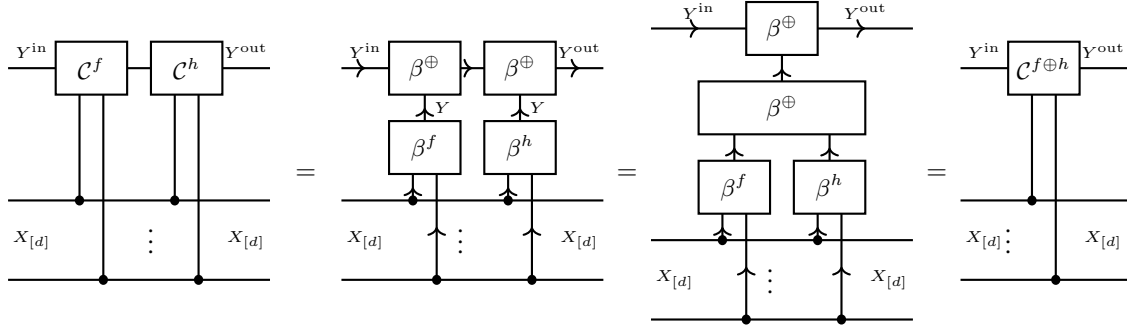 Y^in C^f C^h Y^out
X_[d] ⋮ X_[d]
=
Y^in β^⊕ β^⊕ Y^out
Y Y
β^f β^h
X_[d] ⋮ X_[d]
=
Y^in β^⊕ Y^out
β^⊕
β^f β^h
X_[d] ⋮ X_[d]
=
Y^in C^{f⊕h} Y^out
X_[d] ⋮ X_[d]